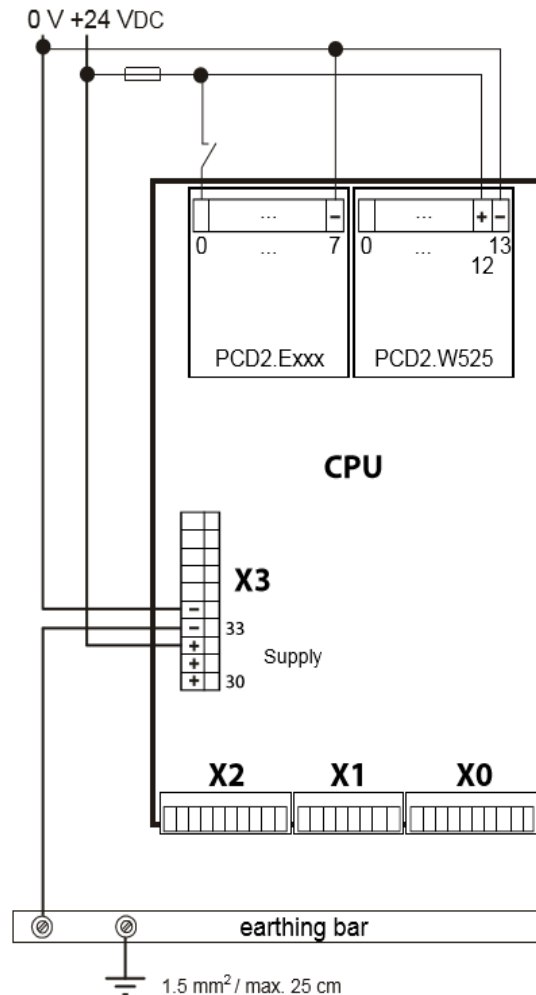 0 V +24 VDC
... − ... + −
0 ... 7 0 ... 13
12
PCD2.Exxx PCD2.W525
CPU
X3
−
− 33
+ Supply
+
+ 30
X2 X1 X0
earthing bar
1.5 mm² / max. 25 cm